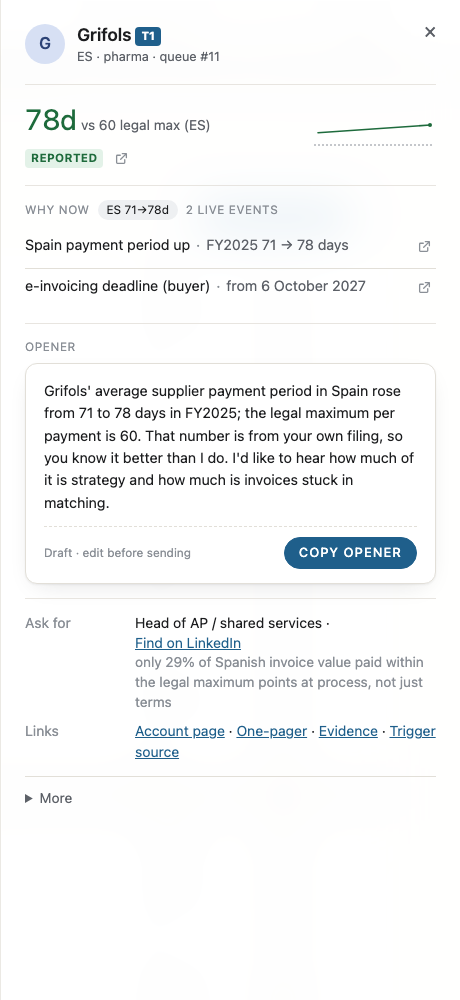 G
Grifols T1
ES · pharma · queue #11
×
78d vs 60 legal max (ES)
REPORTED
WHY NOW ES 71→78d 2 LIVE EVENTS
Spain payment period up · FY2025 71 → 78 days
e-invoicing deadline (buyer) · from 6 October 2027
OPENER
Grifols' average supplier payment period in Spain rose
from 71 to 78 days in FY2025; the legal maximum per
payment is 60. That number is from your own filing, so
you know it better than I do. I'd like to hear how much of
it is strategy and how much is invoices stuck in
matching.
Draft · edit before sending
COPY OPENER
Ask for
Head of AP / shared services ·
Find on LinkedIn
only 29% of Spanish invoice value paid within
the legal maximum points at process, not just
terms
Links
Account page · One-pager · Evidence · Trigger
source
More